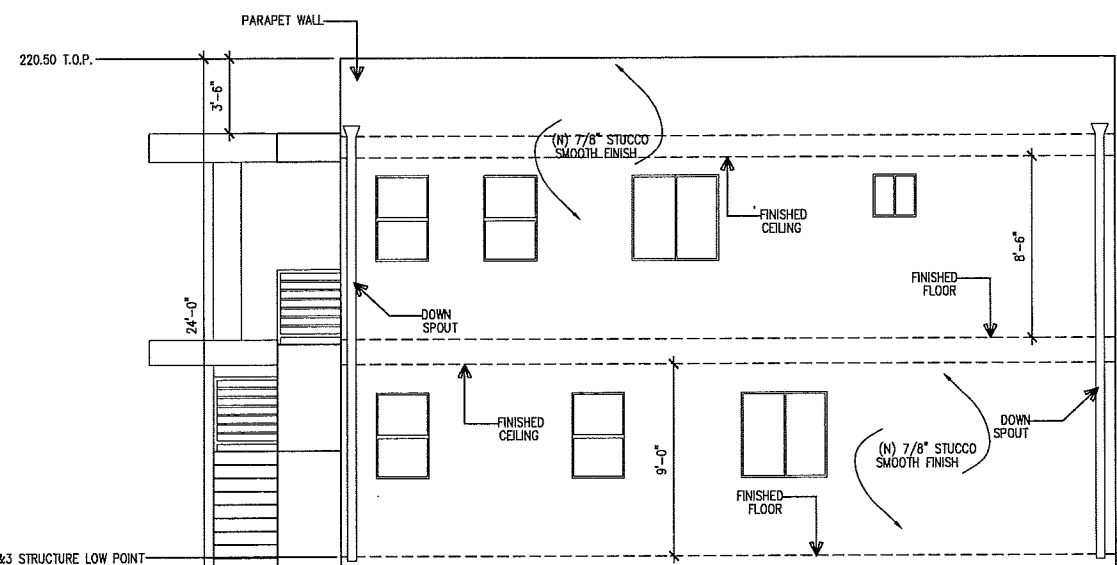 PARAPET WALL
220.50 T.O.P.
3'-6"
(N) 7/8" STUCCO
SMOOTH FINISH
FINISHED
CEILING
8'-6"
FINISHED
FLOOR
24'-0"
DOWN
SPOUT
FINISHED
CEILING
9'-0"
DOWN
SPOUT
(N) 7/8" STUCCO
SMOOTH FINISH
FINISHED
FLOOR
&3 STRUCTURE LOW POINT